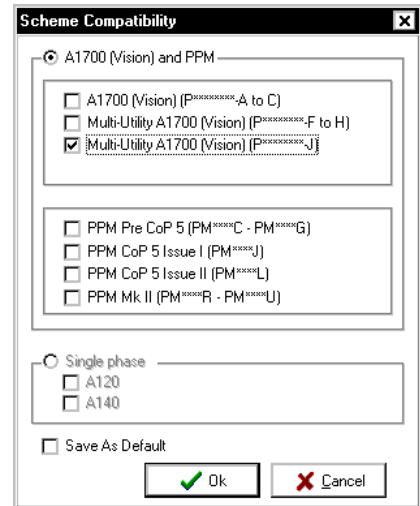 Scheme Compatibility
A1700 (Vision) and PPM
A1700 (Vision) (P********-A to C)
Multi-Utility A1700 (Vision) (P********-F to H)
Multi-Utility A1700 (Vision) (P********-J)
PPM Pre CoP 5 (PM****C - PM****G)
PPM CoP 5 Issue I (PM****J)
PPM CoP 5 Issue II (PM****L)
PPM Mk II (PM****R - PM****U)
Single phase
A120
A140
Save As Default
Ok
Cancel